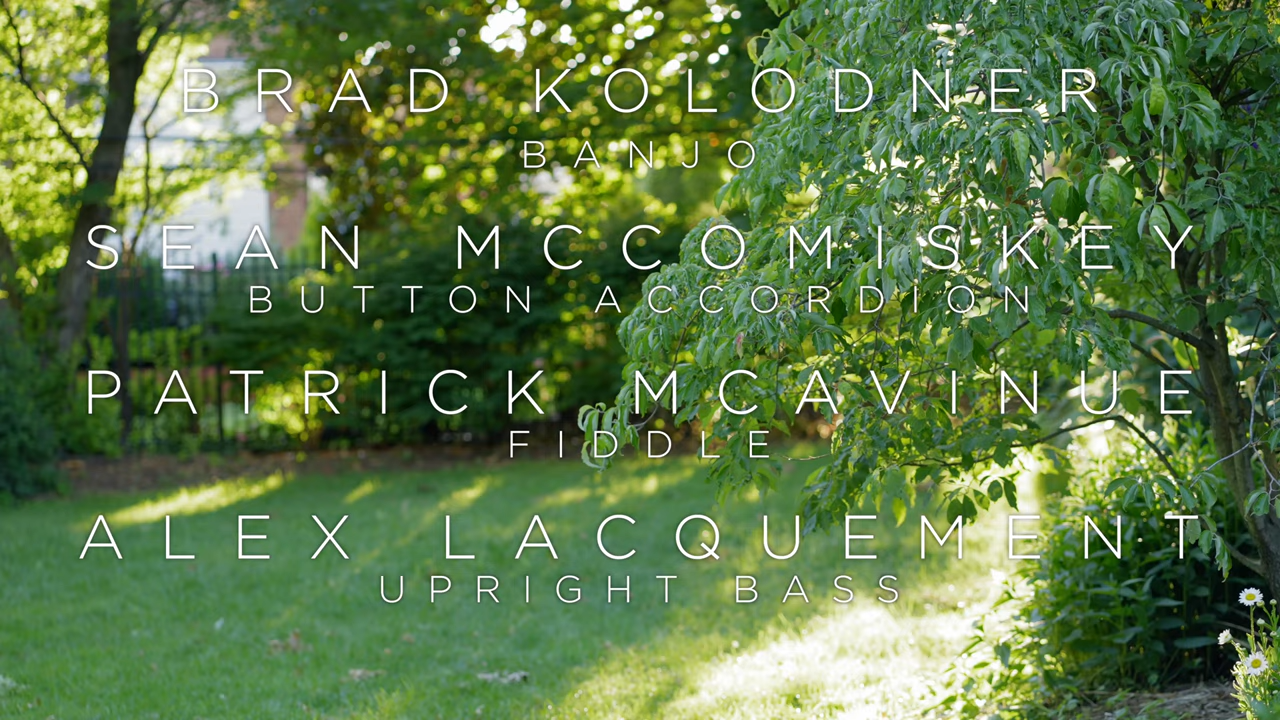 BRAD KOLODNER
BANJO
SEAN MCCOMISKEY
BUTTON ACCORDION
PATRICK MCAVINUE
FIDDLE
ALEX LACQUEMENT
UPRIGHT BASS